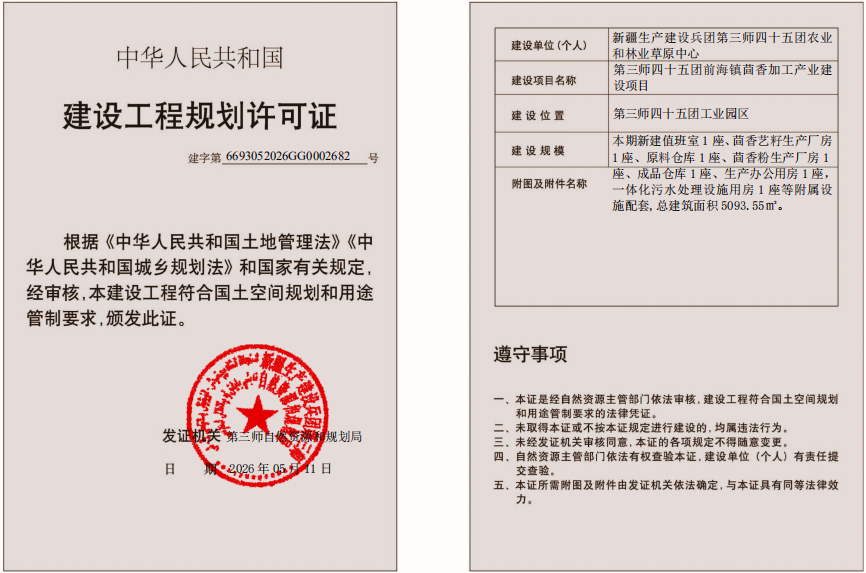 中华人民共和国
建设工程规划许可证
建字第 6693052026GG0002682 号
根据《中华人民共和国土地管理法》《中
华人民共和国城乡规划法》和国家有关规定,
经审核,本建设工程符合国土空间规划和用途
管制要求,颁发此证。
发证机关 第三师自然资源和规划局
日 期 2026 年 05 月 11 日
建设单位(个人)
新疆生产建设兵团第三师四十五团农业
和林业草原中心
建设项目名称
第三师四十五团前海镇茴香加工产业建
设项目
建设位置
第三师四十五团工业园区
建设规模
本期新建值班室 1 座、茴香艺籽生产厂房
1 座、原料仓库 1 座、茴香粉生产厂房 1
附图及附件名称
座、成品仓库 1 座、生产办公用房 1 座,
一体化污水处理设施用房 1 座等附属设
施配套,总建筑面积 5093.55㎡。
遵守事项
一、本证是经自然资源主管部门依法审核,建设工程符合国土空间规划
和用途管制要求的法律凭证。
二、未取得本证或不按本证规定进行建设的,均属违法行为。
三、未经发证机关审核同意,本证的各项规定不得随意变更。
四、自然资源主管部门依法有权查验本证,建设单位(个人)有责任提
交查验。
五、本证所需附图及附件由发证机关依法确定,与本证具有同等法律效
力。